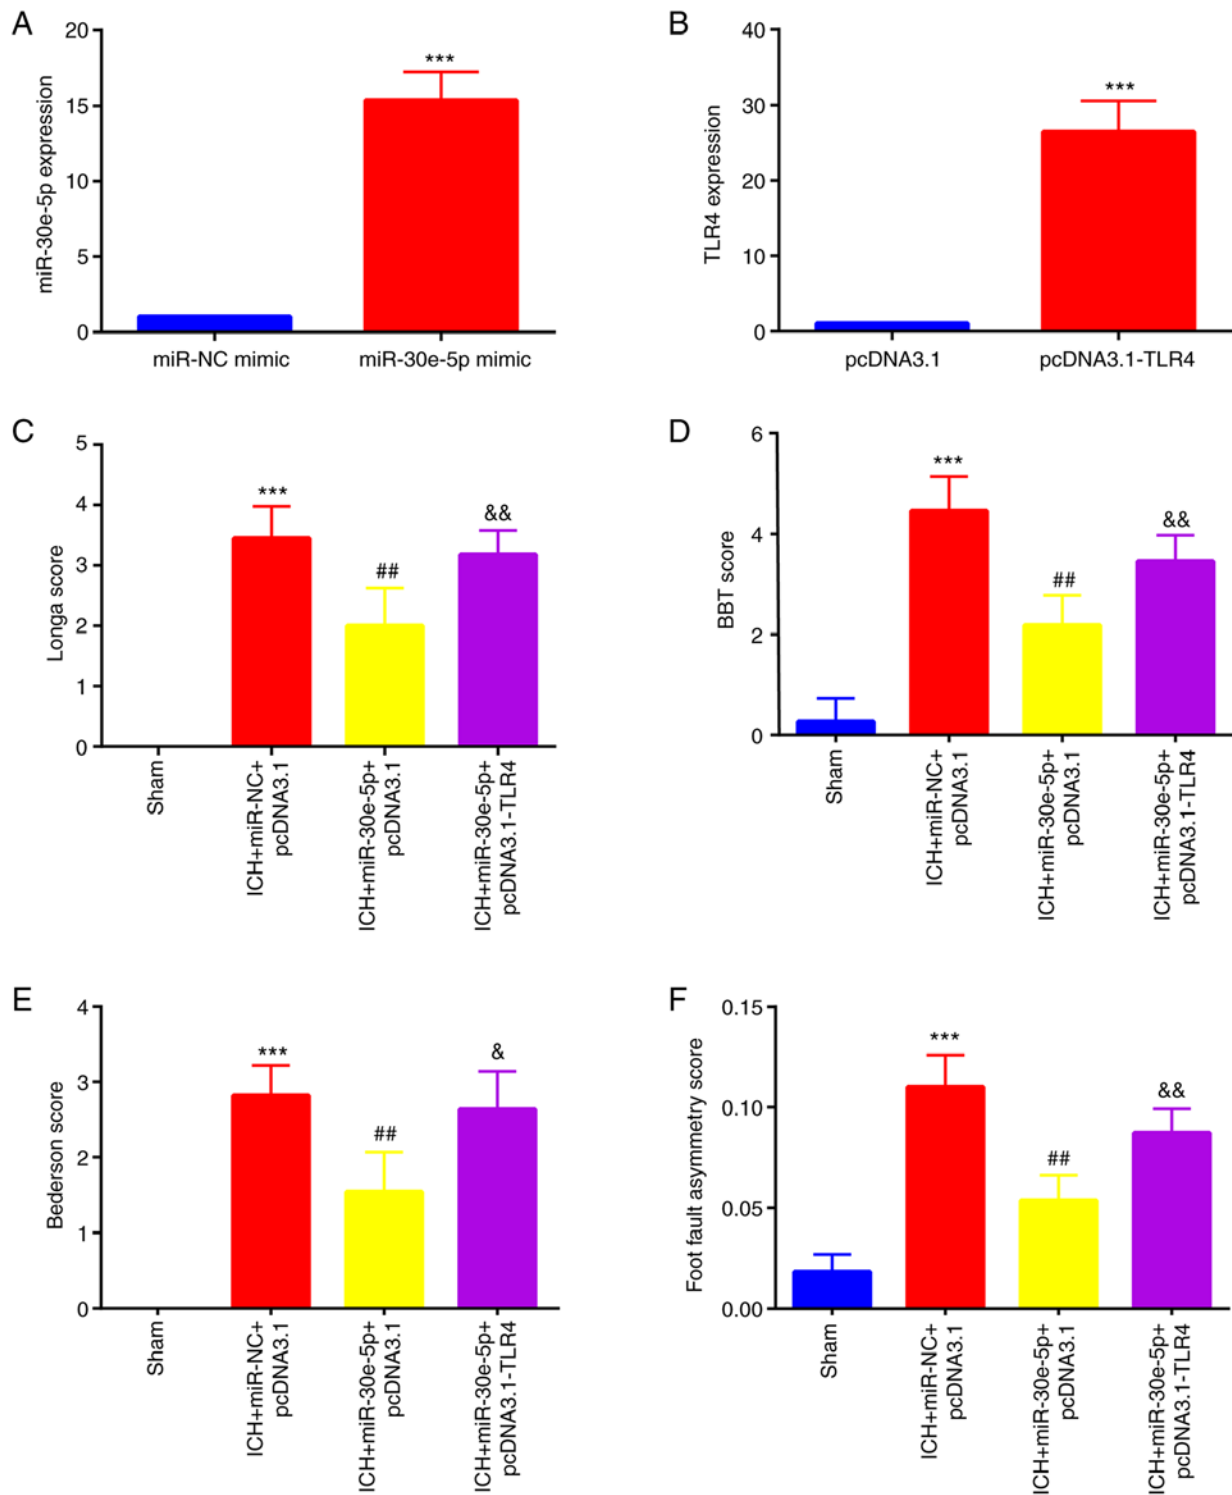 A
miR-30e-5p expression
20
15
10
5
0
***
miR-NC mimic
miR-30e-5p mimic
B
TLR4 expression
40
30
20
10
0
***
pcDNA3.1
pcDNA3.1-TLR4
C
Longa score
5
4
3
2
1
0
***
##
&&
Sham
ICH+miR-NC+
pcDNA3.1
ICH+miR-30e-5p+
pcDNA3.1
ICH+miR-30e-5p+
pcDNA3.1-TLR4
D
BBT score
6
4
2
0
***
##
&&
Sham
ICH+miR-NC+
pcDNA3.1
ICH+miR-30e-5p+
pcDNA3.1
ICH+miR-30e-5p+
pcDNA3.1-TLR4
E
Bederson score
4
3
2
1
0
***
##
&
Sham
ICH+miR-NC+
pcDNA3.1
ICH+miR-30e-5p+
pcDNA3.1
ICH+miR-30e-5p+
pcDNA3.1-TLR4
F
Foot fault asymmetry score
0.15
0.10
0.05
0.00
***
##
&&
Sham
ICH+miR-NC+
pcDNA3.1
ICH+miR-30e-5p+
pcDNA3.1
ICH+miR-30e-5p+
pcDNA3.1-TLR4